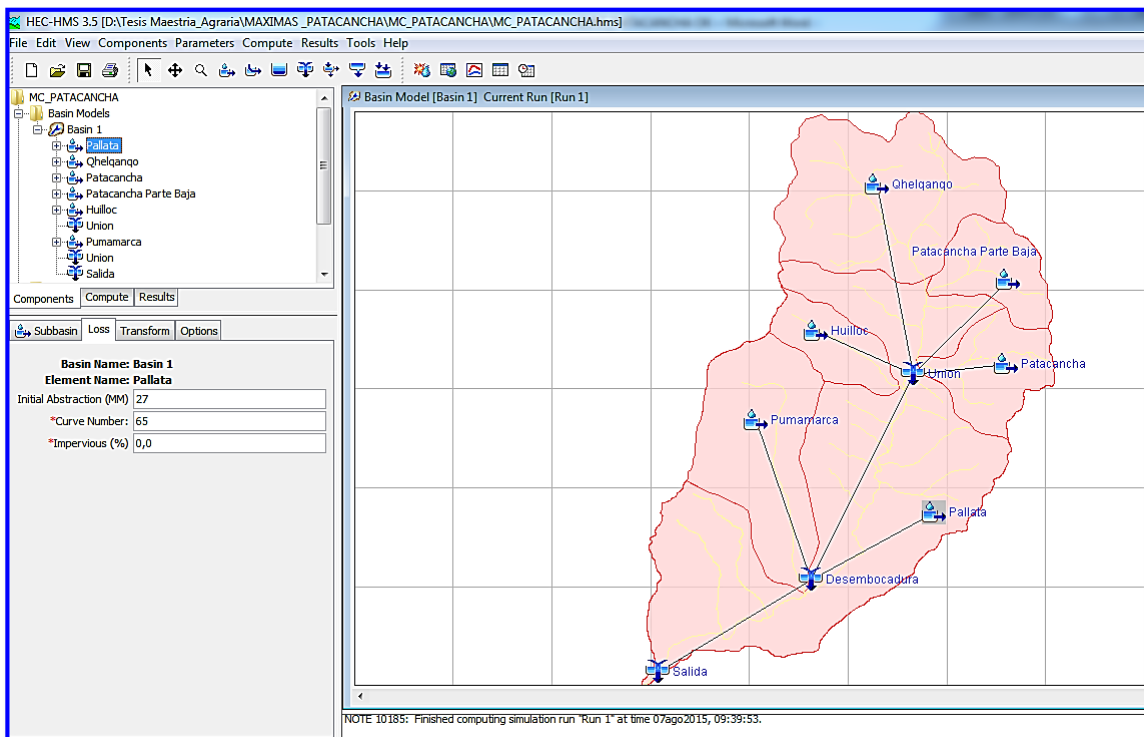 HEC-HMS 3.5 [D:\Tesis Maestria_Agraria\MAXIMAS _PATACANCHA\MC_PATACANCHA\MC_PATACANCHA.hms]
File Edit View Components Parameters Compute Results Tools Help
MC_PATACANCHA
Basin Models
Basin 1
Pallata
Qhelqanqo
Patacancha
Patacancha Parte Baja
Huilloc
Union
Pumamarca
Union
Salida
Components Compute Results
Subbasin Loss Transform Options
Basin Name: Basin 1
Element Name: Pallata
Initial Abstraction (MM) 27
*Curve Number: 65
*Impervious (%) 0,0
Basin Model [Basin 1] Current Run [Run 1]
Qhelqanqo
Patacancha Parte Baja
Huilloc
Union
Patacancha
Pumamarca
Pallata
Desembocadura
Salida
NOTE 10185: Finished computing simulation run "Run 1" at time 07ago2015, 09:39:53.